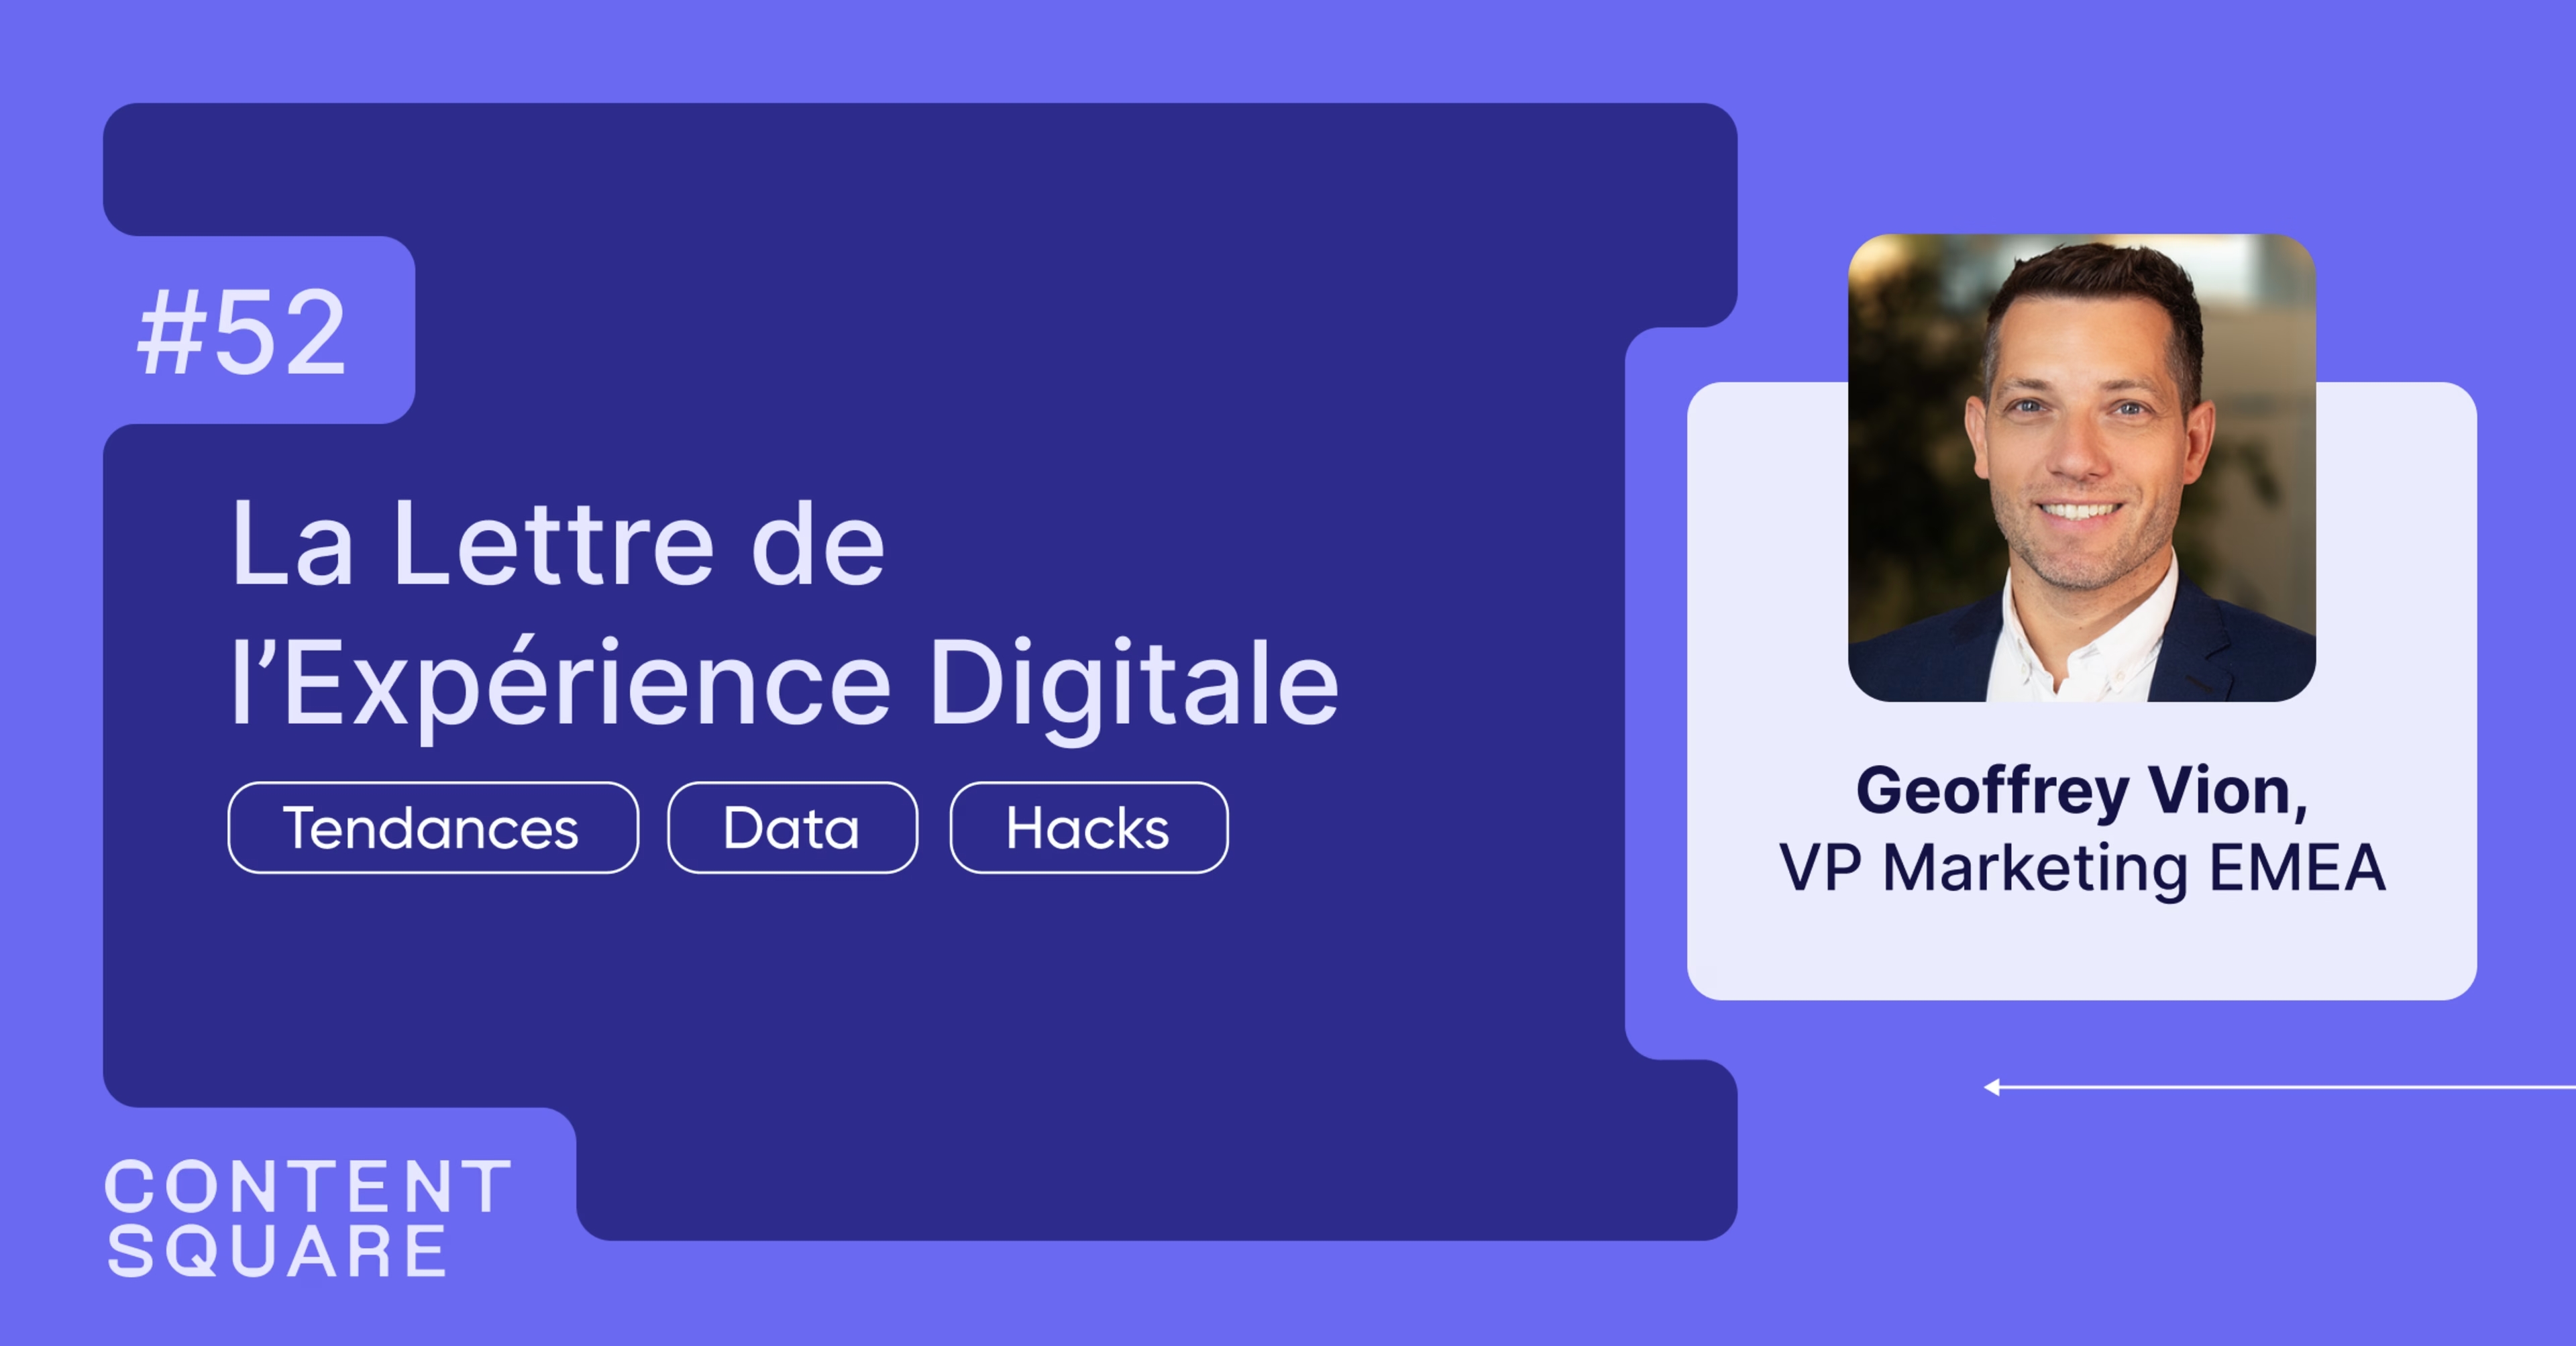 #52
La Lettre de
l’Expérience Digitale
Tendances
Data
Hacks
Geoffrey Vion,
VP Marketing EMEA
CONTENT
SQUARE